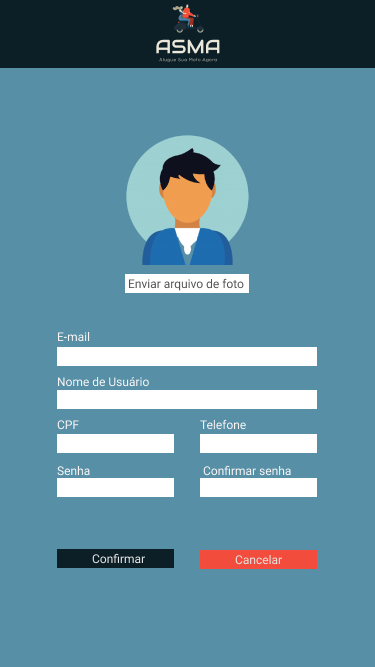 ASMA
Alugue Sua Moto Agora
Enviar arquivo de foto
E-mail
Nome de Usuário
CPF
Telefone
Senha
Confirmar senha
Confirmar
Cancelar